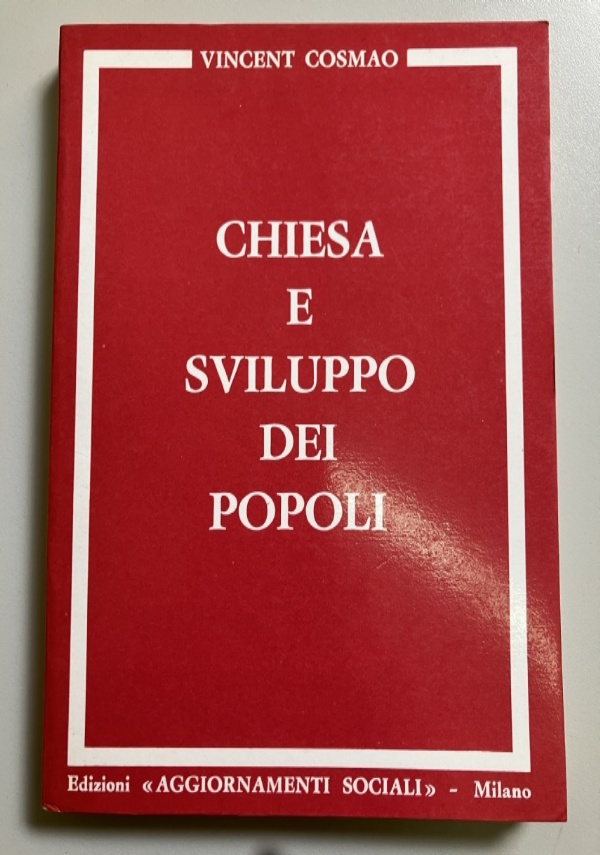 VINCENT COSMAO
CHIESA
E
SVILUPPO
DEI
POPOLI
Edizioni «AGGIORNAMENTI SOCIALI» - Milano